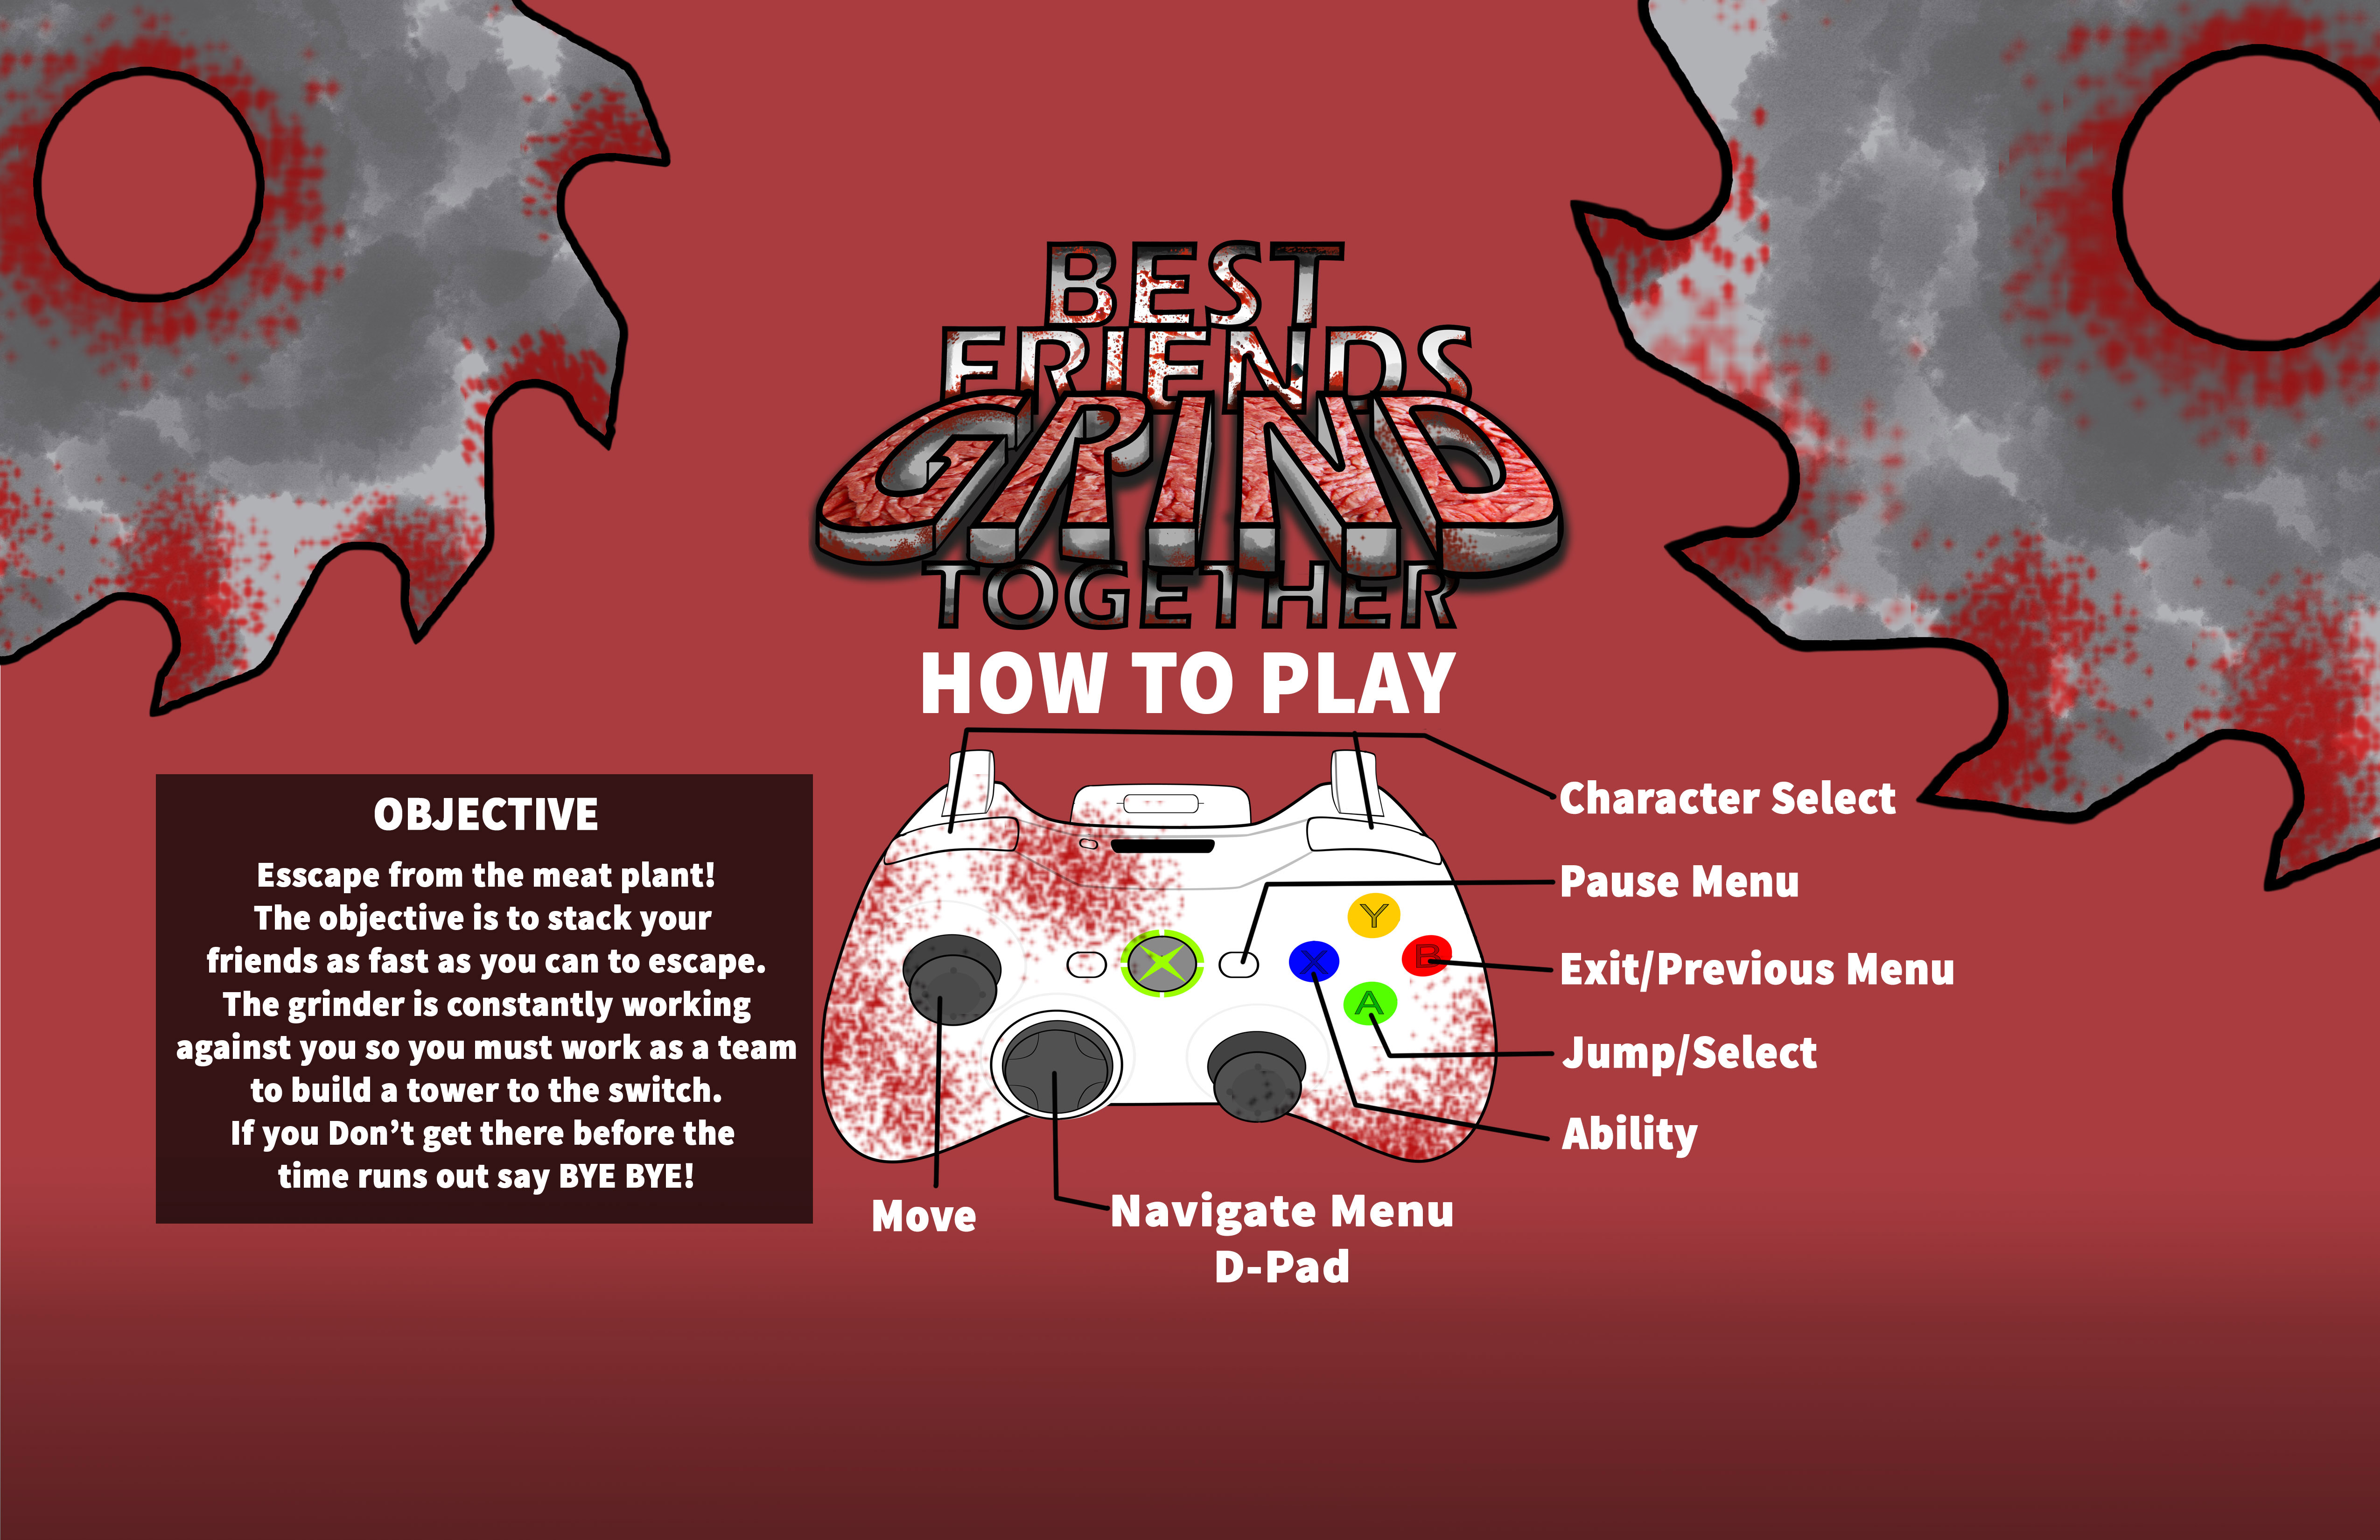 BEST
FRIENDS
GRIND
TOGETHER
HOW TO PLAY
OBJECTIVE
Esscape from the meat plant!
The objective is to stack your
friends as fast as you can to escape.
The grinder is constantly working
against you so you must work as a team
to build a tower to the switch.
If you Don’t get there before the
time runs out say BYE BYE!
Character Select
Pause Menu
Exit/Previous Menu
Jump/Select
Ability
Y
X
B
A
Move
Navigate Menu
D-Pad